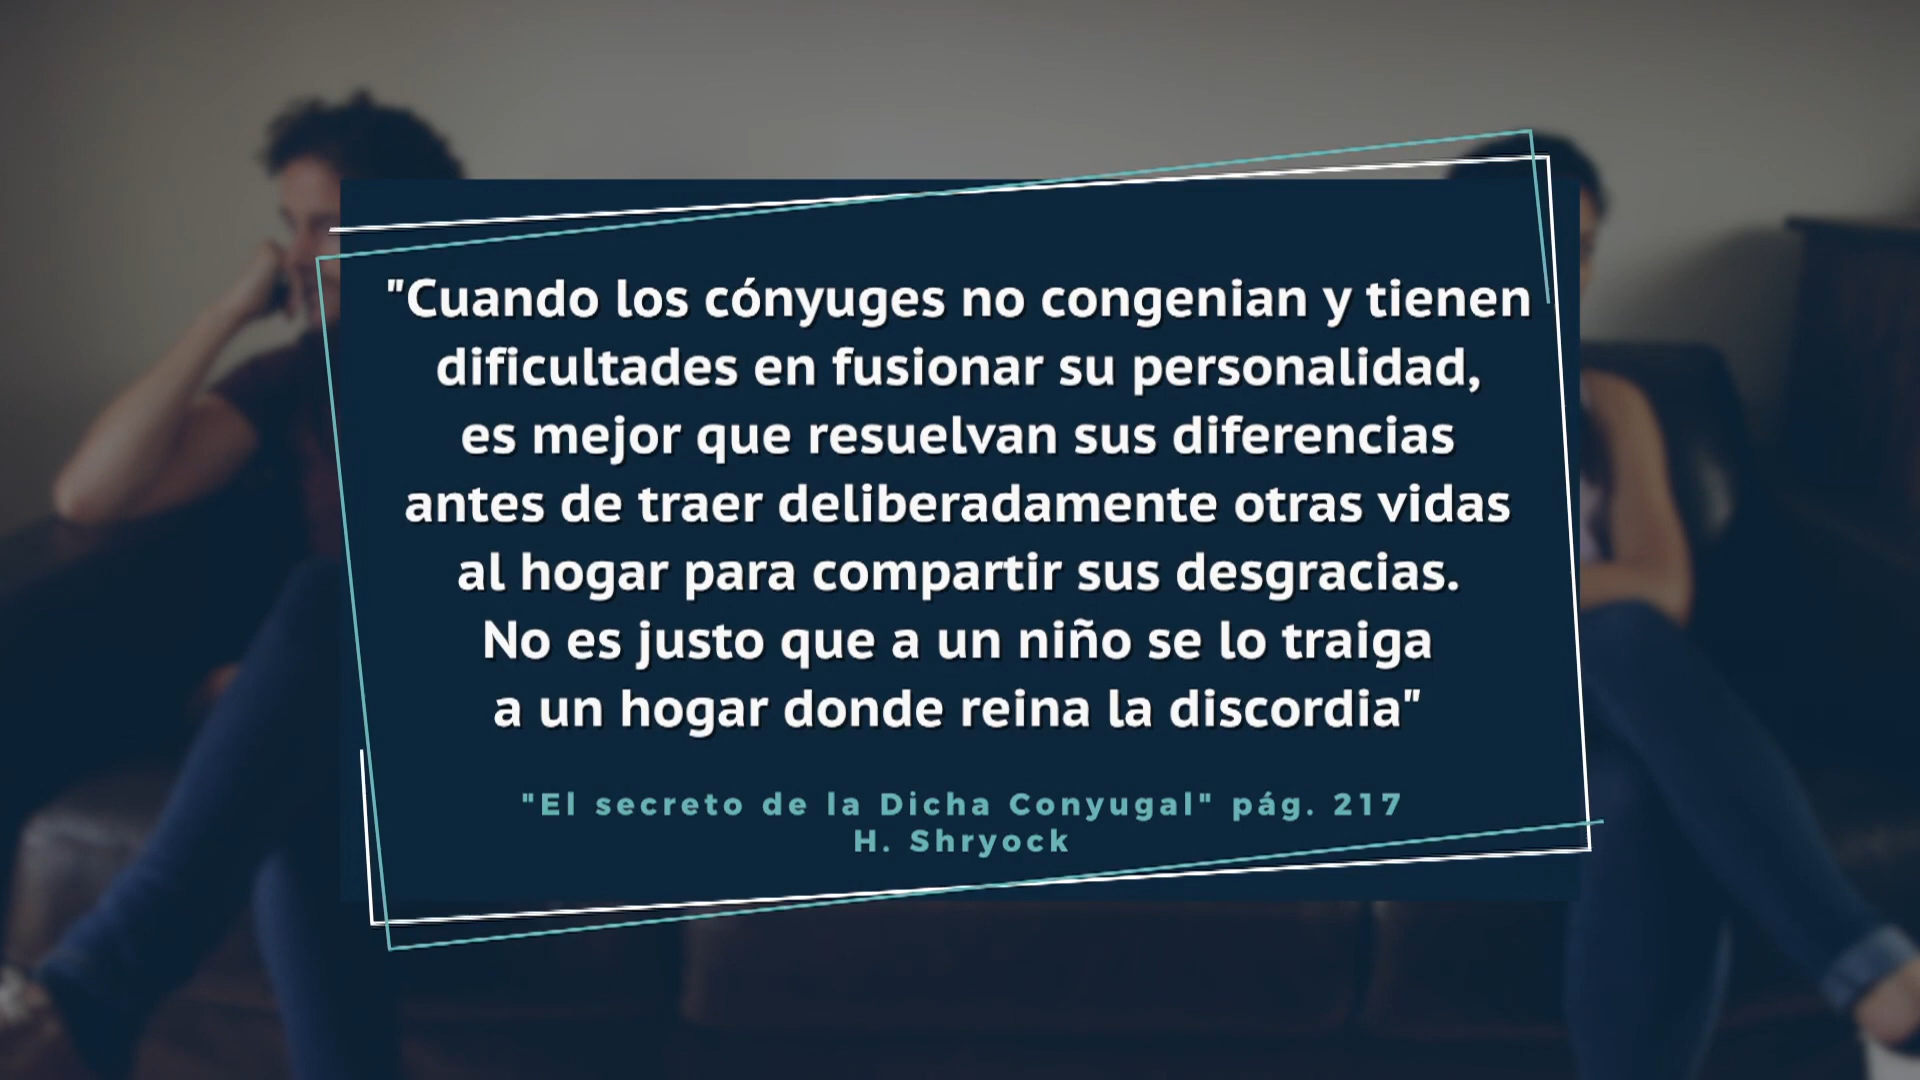 "Cuando los cónyuges no congenian y tienen
dificultades en fusionar su personalidad,
es mejor que resuelvan sus diferencias
antes de traer deliberadamente otras vidas
al hogar para compartir sus desgracias.
No es justo que a un niño se lo traiga
a un hogar donde reina la discordia"
"El secreto de la Dicha Conyugal" pág. 217
H. Shryock